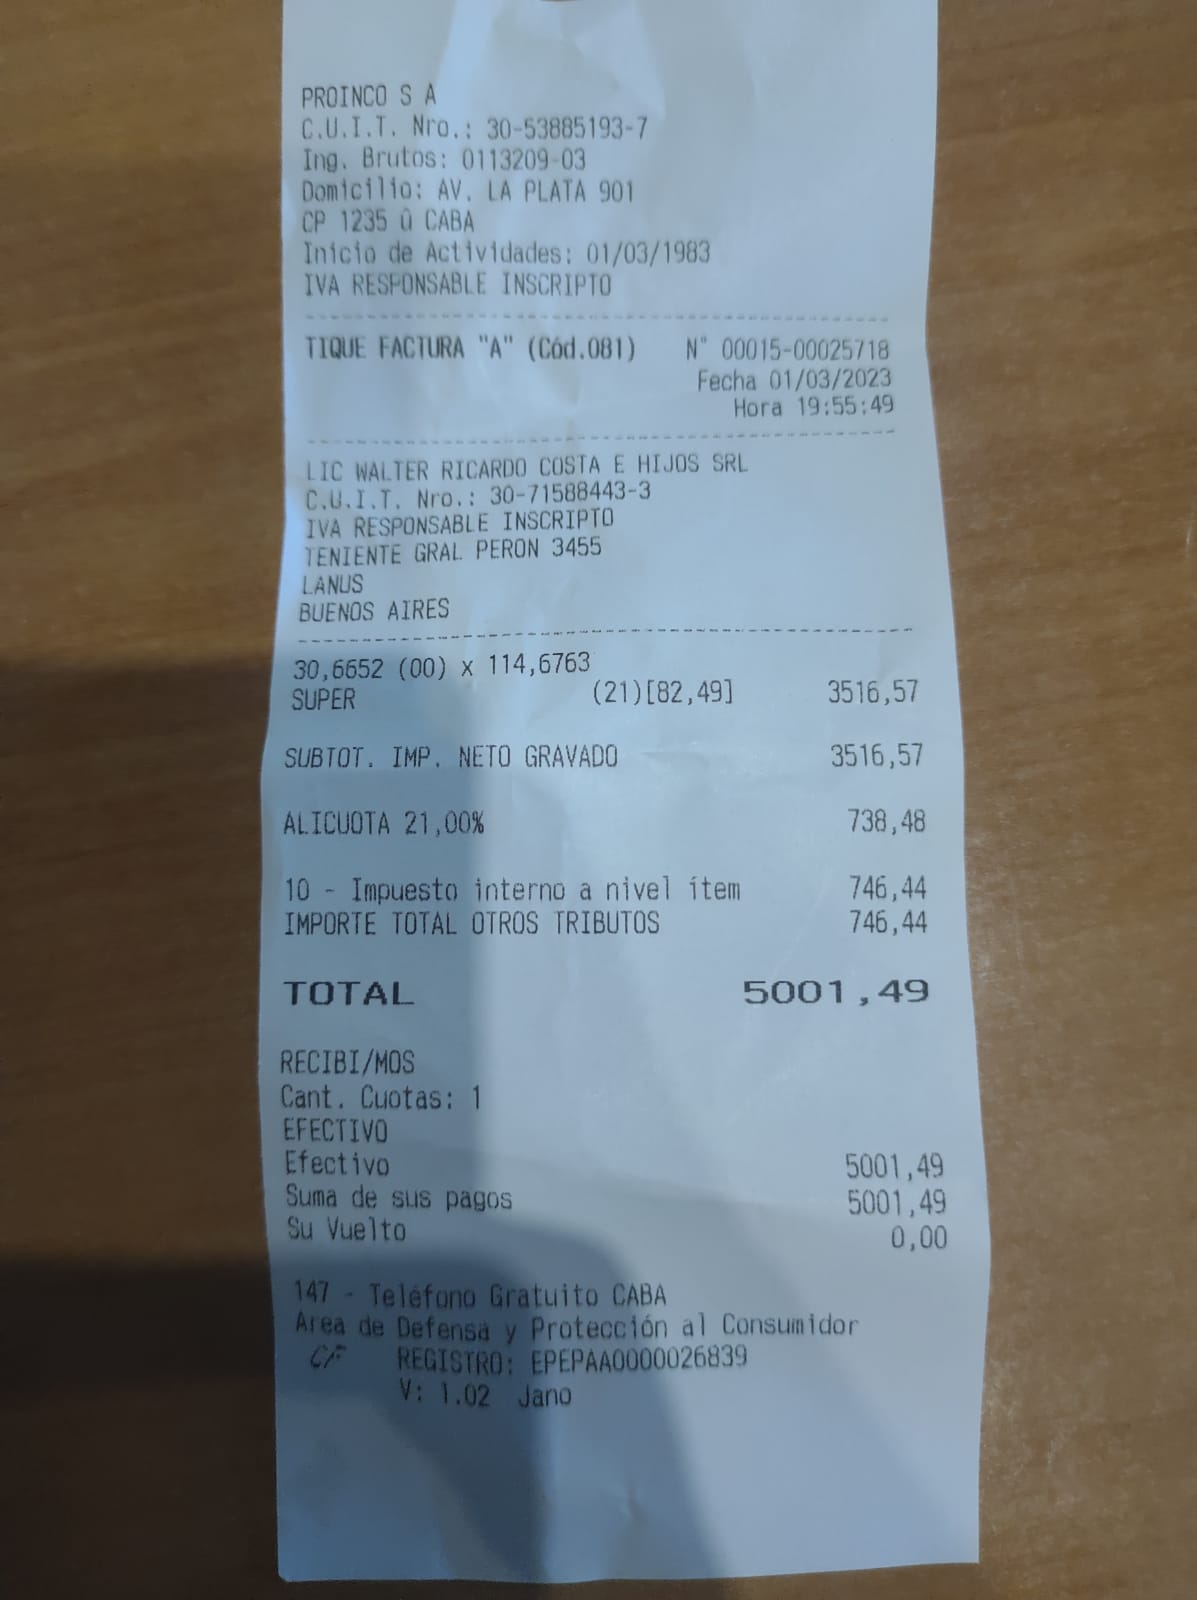 PROINCO S A
C.U.I.T. Nro.: 30-53885193-7
Ing. Brutos: 0113209-03
Domicilio: AV. LA PLATA 901
CP 1235 û CABA
Inicio de Actividades: 01/03/1983
IVA RESPONSABLE INSCRIPTO
TIQUE FACTURA "A" (Cód.081) N° 00015-00025718
Fecha 01/03/2023
Hora 19:55:49
LIC WALTER RICARDO COSTA E HIJOS SRL
C.U.I.T. Nro.: 30-71588443-3
IVA RESPONSABLE INSCRIPTO
TENIENTE GRAL PERON 3455
LANUS
BUENOS AIRES
30,6652 (00) x 114,6763
SUPER (21)[82,49] 3516,57
SUBTOT. IMP. NETO GRAVADO 3516,57
ALICUOTA 21,00% 738,48
10 - Impuesto interno a nivel ítem 746,44
IMPORTE TOTAL OTROS TRIBUTOS 746,44
TOTAL 5001,49
RECIBI/MOS
Cant. Cuotas: 1
EFECTIVO
Efectivo 5001,49
Suma de sus pagos 5001,49
Su Vuelto 0,00
147 - Teléfono Gratuito CABA
Area de Defensa y Protección al Consumidor
CF REGISTRO: EPEPAA0000026839
V: 1.02 Jano